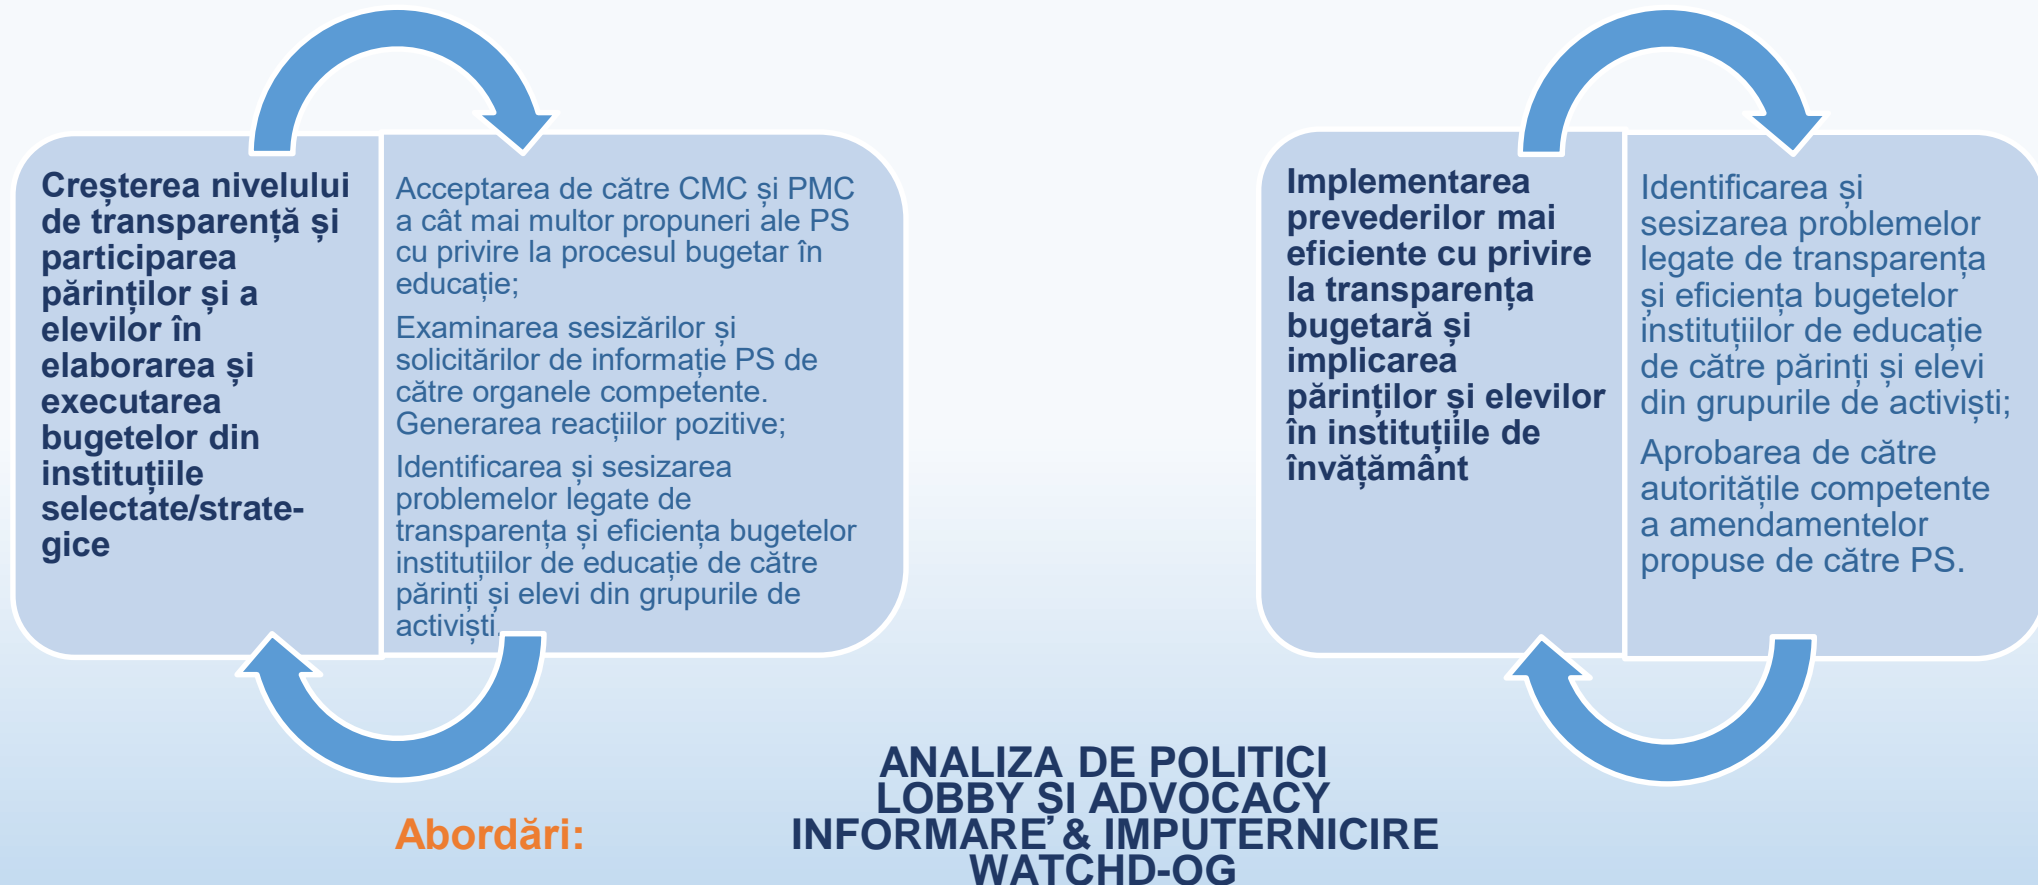 Creșterea nivelului
de transparență și
participarea
părinților și a
elevilor în
elaborarea și
executarea
bugetelor din
instituțiile
selectate/strate-
gice
Acceptarea de către CMC și PMC
a cât mai multor propuneri ale PS
cu privire la procesul bugetar în
educație;
Examinarea sesizărilor și
solicitărilor de informație PS de
către organele competente.
Generarea reacțiilor pozitive;
Identificarea și sesizarea
problemelor legate de
transparența și eficiența bugetelor
instituțiilor de educație de către
părinți și elevi din grupurile de
activiști.
Implementarea
prevederilor mai
eficiente cu privire
la transparența
bugetară și
implicarea
părinților și elevilor
în instituțiile de
învățământ
Identificarea și
sesizarea problemelor
legate de transparența
și eficiența bugetelor
instituțiilor de educație
de către părinți și elevi
din grupurile de activiști;
Aprobarea de către
autoritățile competente
a amendamentelor
propuse de către PS.
Abordări:
ANALIZA DE POLITICI
LOBBY ȘI ADVOCACY
INFORMARE & IMPUTERNICIRE
WATCHD-OG